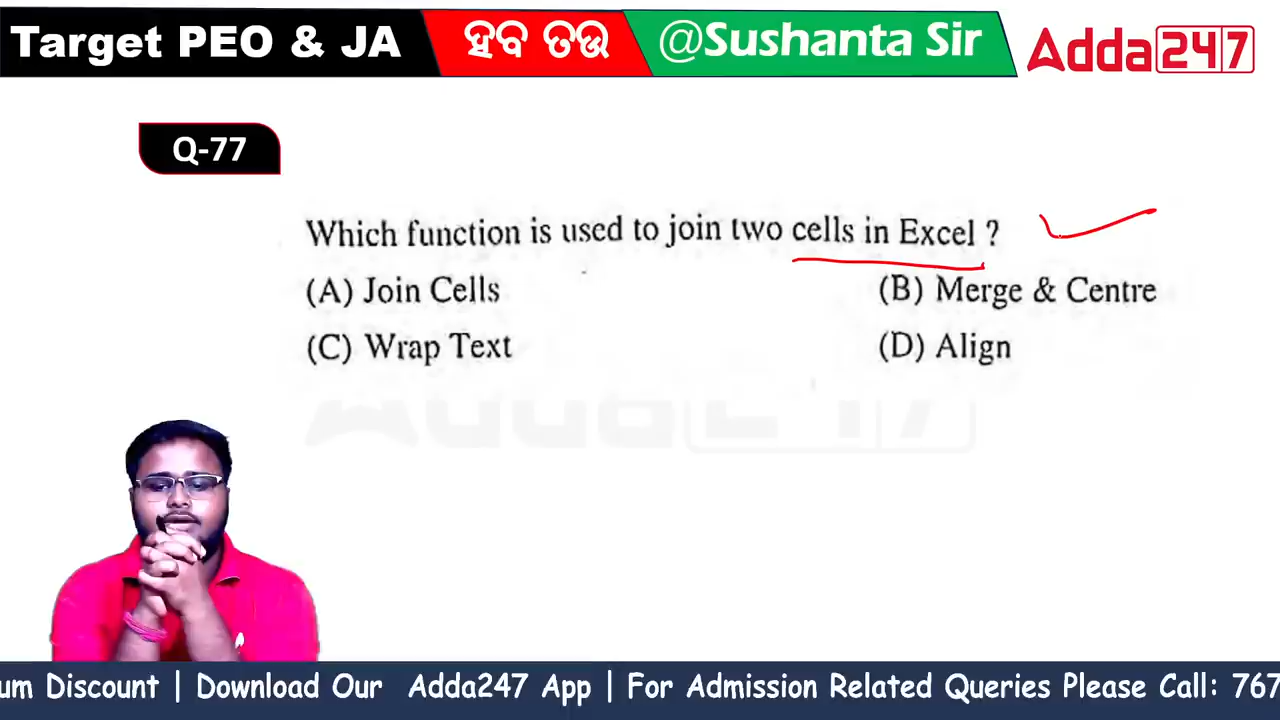 Target PEO & JA ହବ ତଉ @Sushanta Sir Adda247
Q-77
Which function is used to join two cells in Excel ?
(A) Join Cells (B) Merge & Centre
(C) Wrap Text (D) Align
Adda247
um Discount | Download Our Adda247 App | For Admission Related Queries Please Call: 767